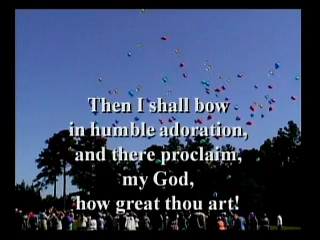 Then I shall bow
in humble adoration,
and there proclaim,
my God,
how great thou art!